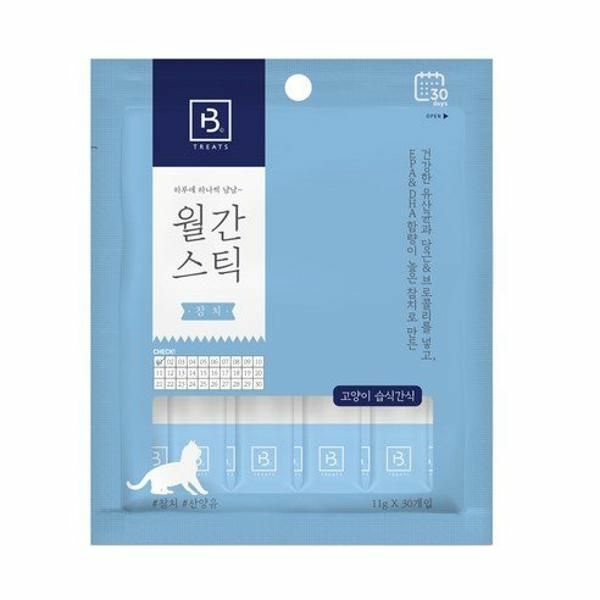 B.
TREATS
30
days
OPEN ▶
하루에 하나씩 냠냠~
월간
스틱
· 참 치 ·
건강한 유산균과 당근&브로콜리를 넣고,
EPA&DHA 함량이 높은 참치로 만든
CHECK!
01 02 03 04 05 06 07 08 09 10
11 12 13 14 15 16 17 18 19 20
21 22 23 24 25 26 27 28 29 30
고양이 습식간식
B. TREATS
B. TREATS
B. TREATS
#참치 #산양유
11g X 30개입